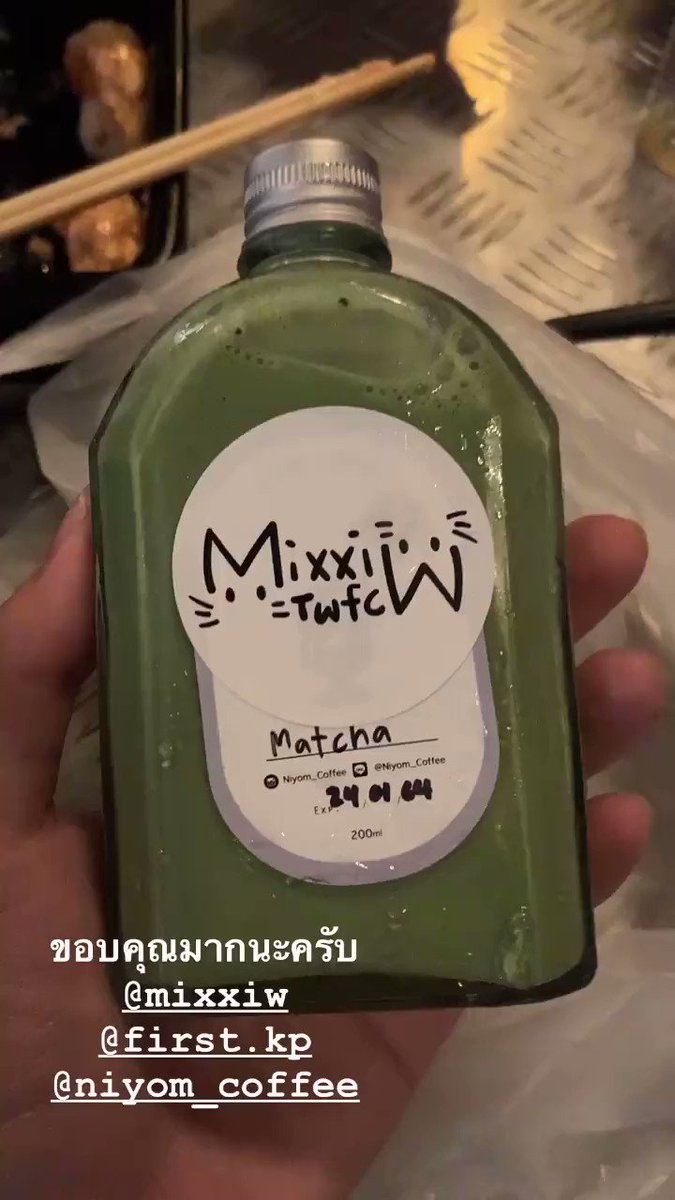 Mixxiw
=TwfC
Matcha
Niyom_Coffee @Niyom_Coffee
Exp. 24/01/64
200ml
ขอบคุณมากนะครับ
@mixxiw
@first.kp
@niyom_coffee